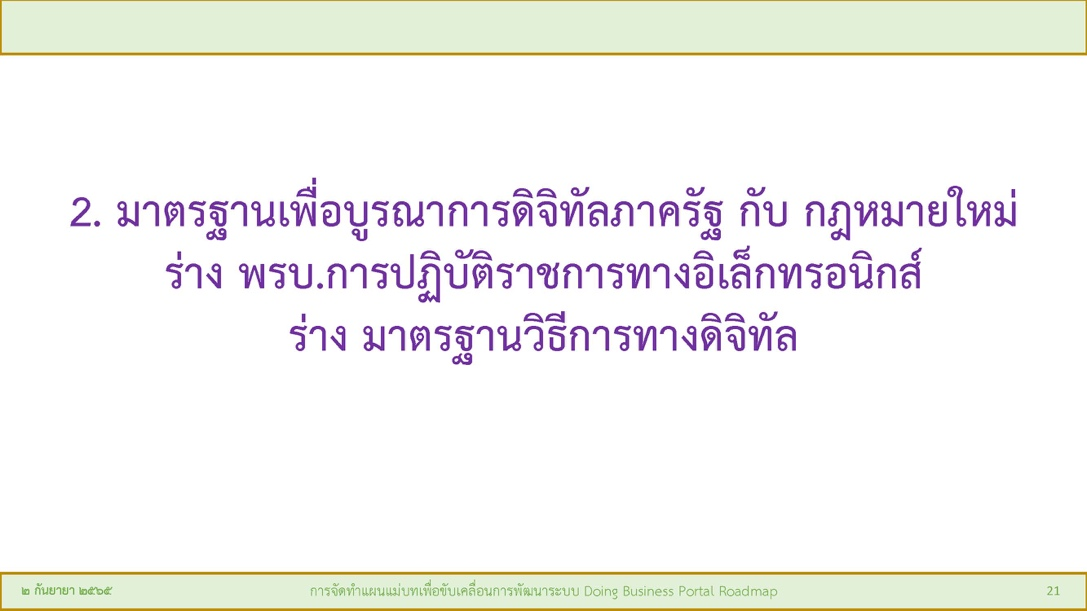 2. มาตรฐานเพื่อบูรณาการดิจิทัลภาครัฐ กับ กฎหมายใหม่
ร่าง พรบ.การปฏิบัติราชการทางอิเล็กทรอนิกส์
ร่าง มาตรฐานวิธีการทางดิจิทัล
๒ กันยายา ๒๕๖๕
การจัดทำแผนแม่บทเพื่อขับเคลื่อนการพัฒนาระบบ Doing Business Portal Roadmap
21